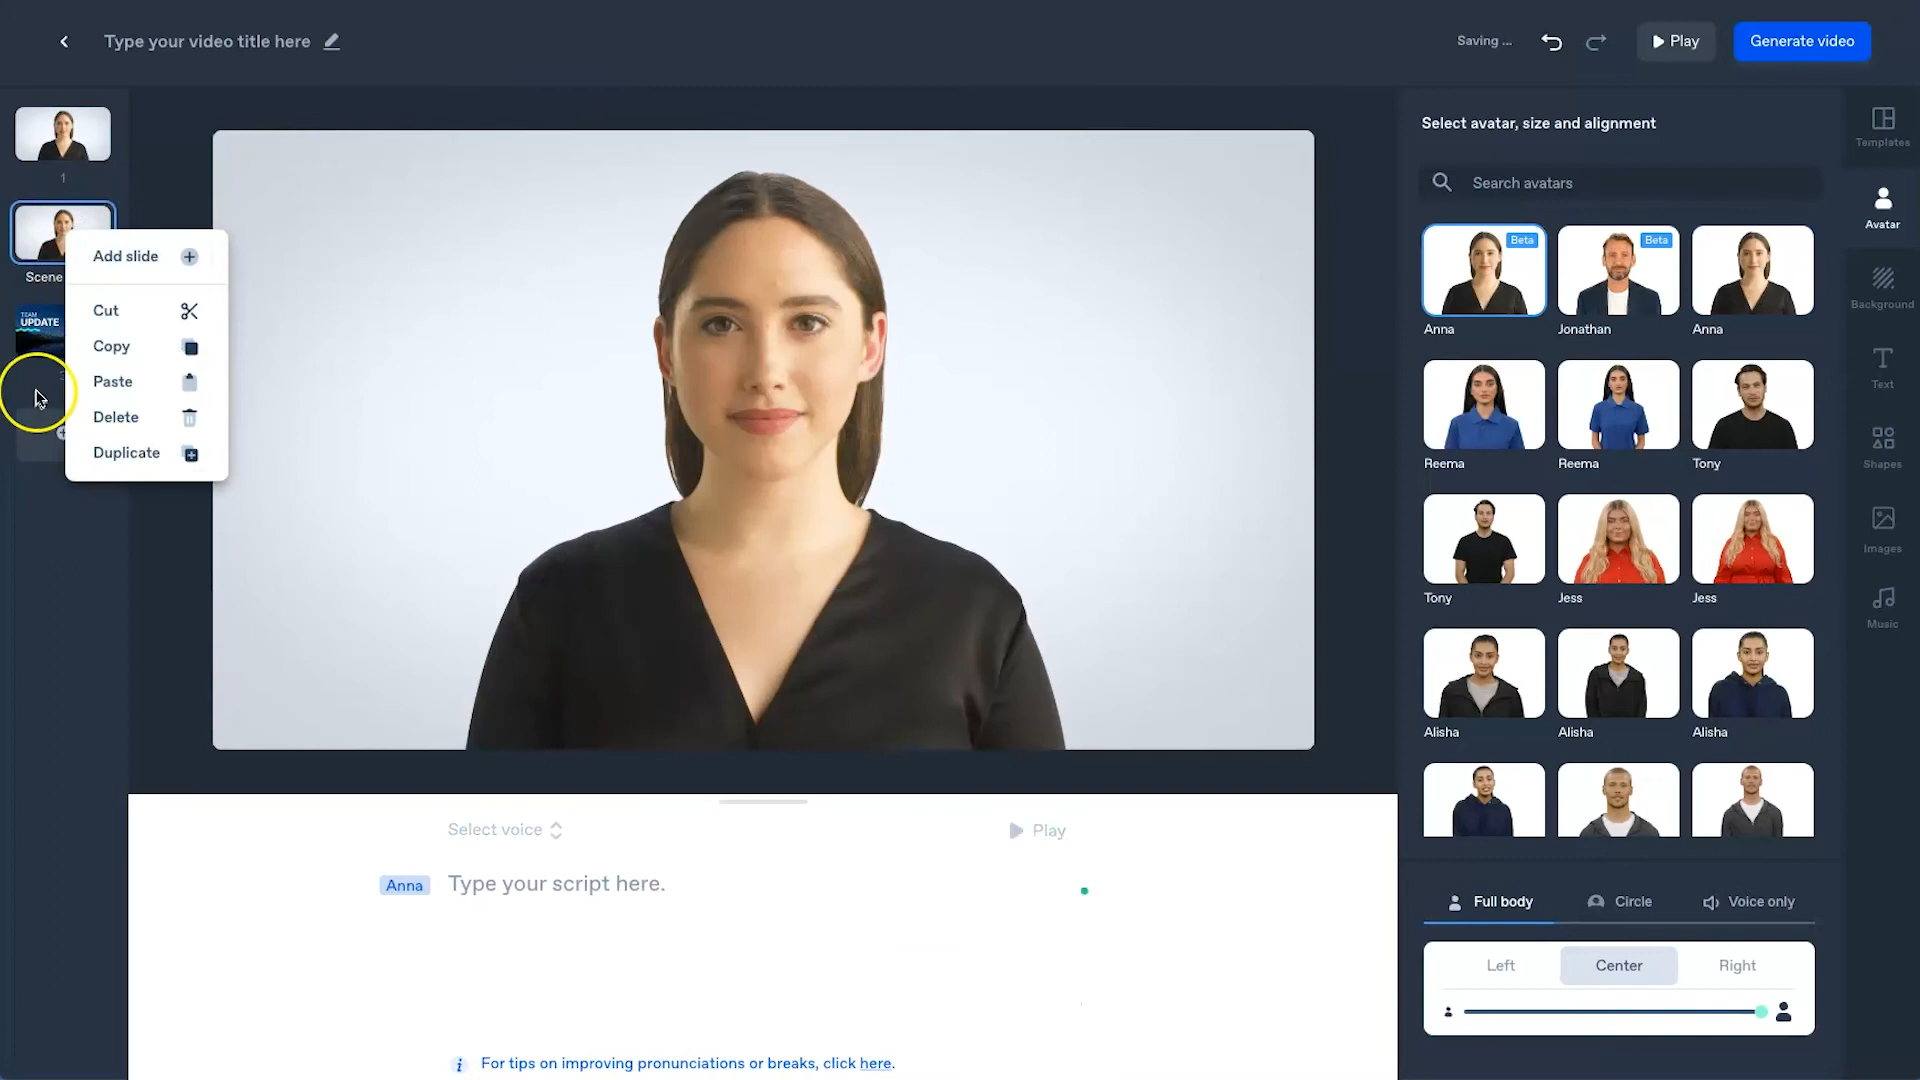 Type your video title here
Saving ...
Play
Generate video
1
Scene
Add slide
Cut
Copy
Paste
Delete
Duplicate
TEAM
UPDATE
Select voice
Play
Anna
Type your script here.
For tips on improving pronunciations or breaks, click here.
Select avatar, size and alignment
Search avatars
Beta
Beta
Anna
Jonathan
Anna
Reema
Reema
Tony
Tony
Jess
Jess
Alisha
Alisha
Alisha
Full body
Circle
Voice only
Left
Center
Right
Templates
Avatar
Background
Text
Shapes
Images
Music